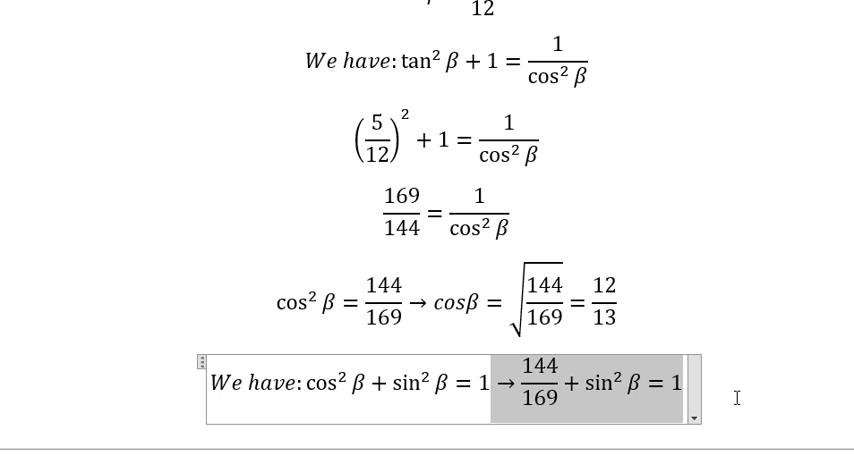 12
We have: tan² β + 1 = 1/cos² β
(5/12)² + 1 = 1/cos² β
169/144 = 1/cos² β
cos² β = 144/169 → cosβ = √(144/169) = 12/13
We have: cos² β + sin² β = 1 → 144/169 + sin² β = 1